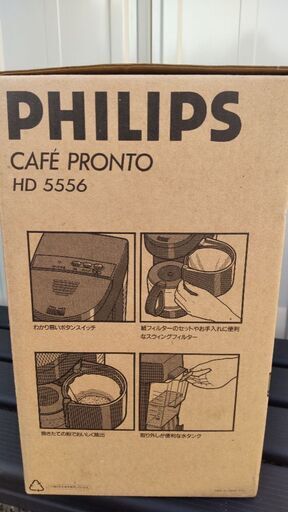 PHILIPS
CAFÉ PRONTO
HD 5556
わかり易いボタンスイッチ
紙フィルターのセットやお手入れに便利
なスウィングフィルター
挽きたての粉でおいしく抽出
取り外しが便利な水タンク